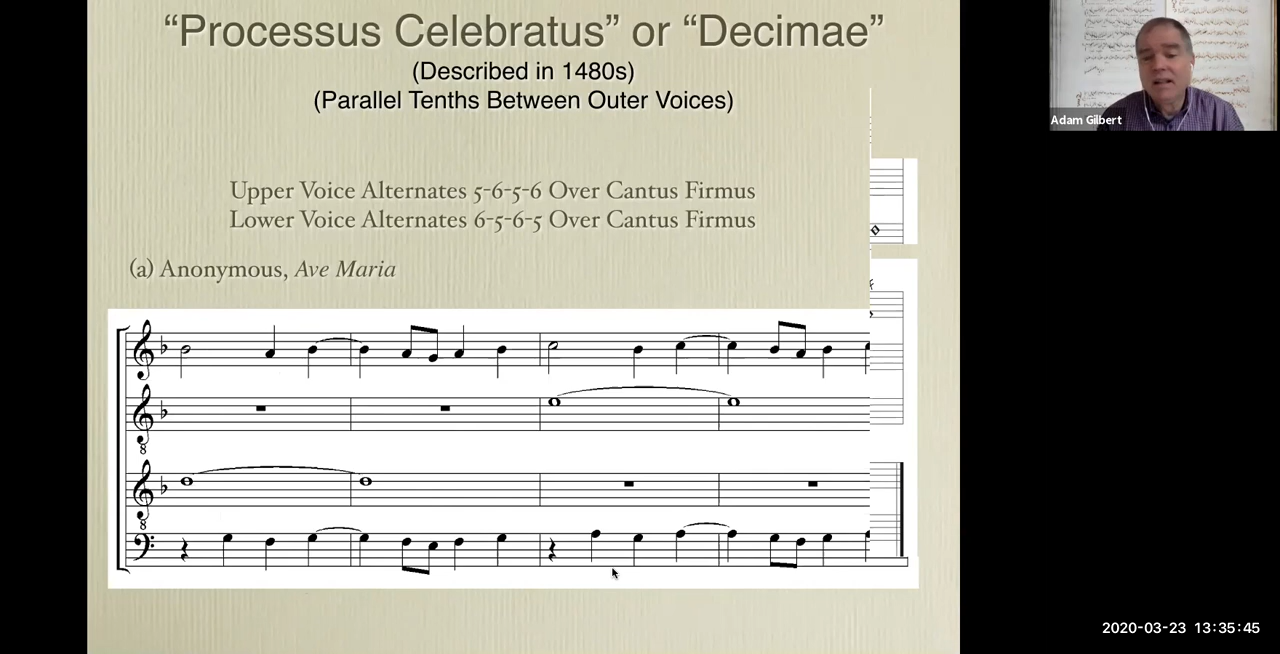 “Processus Celebratus” or “Decimae”
(Described in 1480s)
(Parallel Tenths Between Outer Voices)
Upper Voice Alternates 5-6-5-6 Over Cantus Firmus
Lower Voice Alternates 6-5-6-5 Over Cantus Firmus
(a) Anonymous, Ave Maria
8
8
Adam Gilbert
2020-03-23 13:35:45